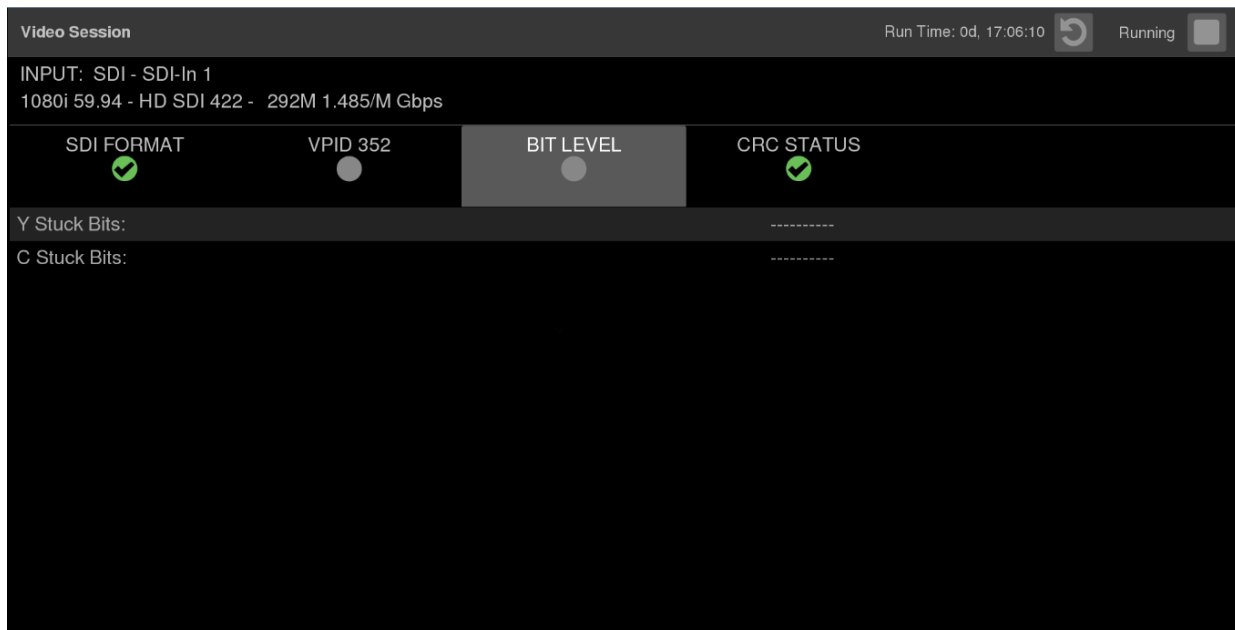 Video Session Run Time: 0d, 17:06:10 Running
INPUT: SDI - SDI-In 1
1080i 59.94 - HD SDI 422 - 292M 1.485/M Gbps
SDI FORMAT VPID 352 BIT LEVEL CRC STATUS
Y Stuck Bits: ----------
C Stuck Bits: ----------